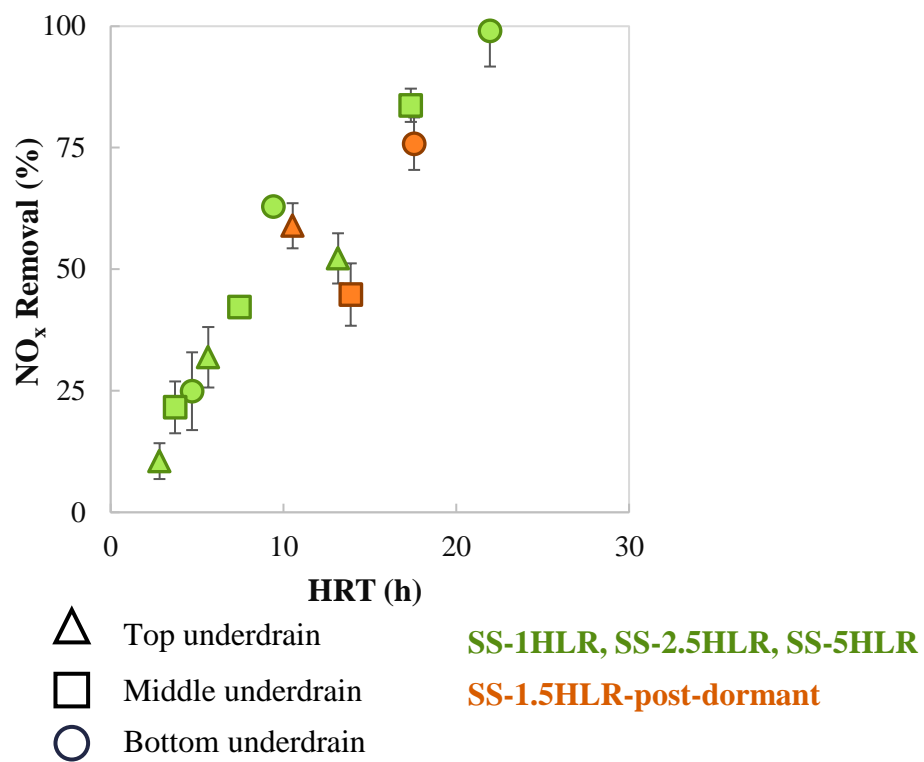 100
75
50
25
0
NOₓ Removal (%)
0 10 20 30
HRT (h)
Top underdrain
Middle underdrain
Bottom underdrain
SS-1HLR, SS-2.5HLR, SS-5HLR
SS-1.5HLR-post-dormant